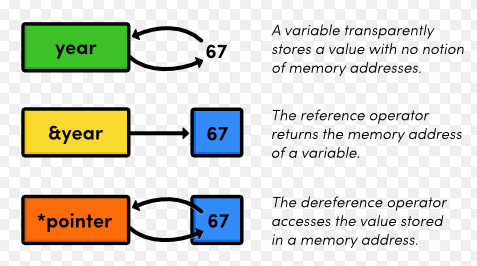 year
67
A variable transparently
stores a value with no notion
of memory addresses.
&year
67
The reference operator
returns the memory address
of a variable.
*pointer
67
The dereference operator
accesses the value stored
in a memory address.